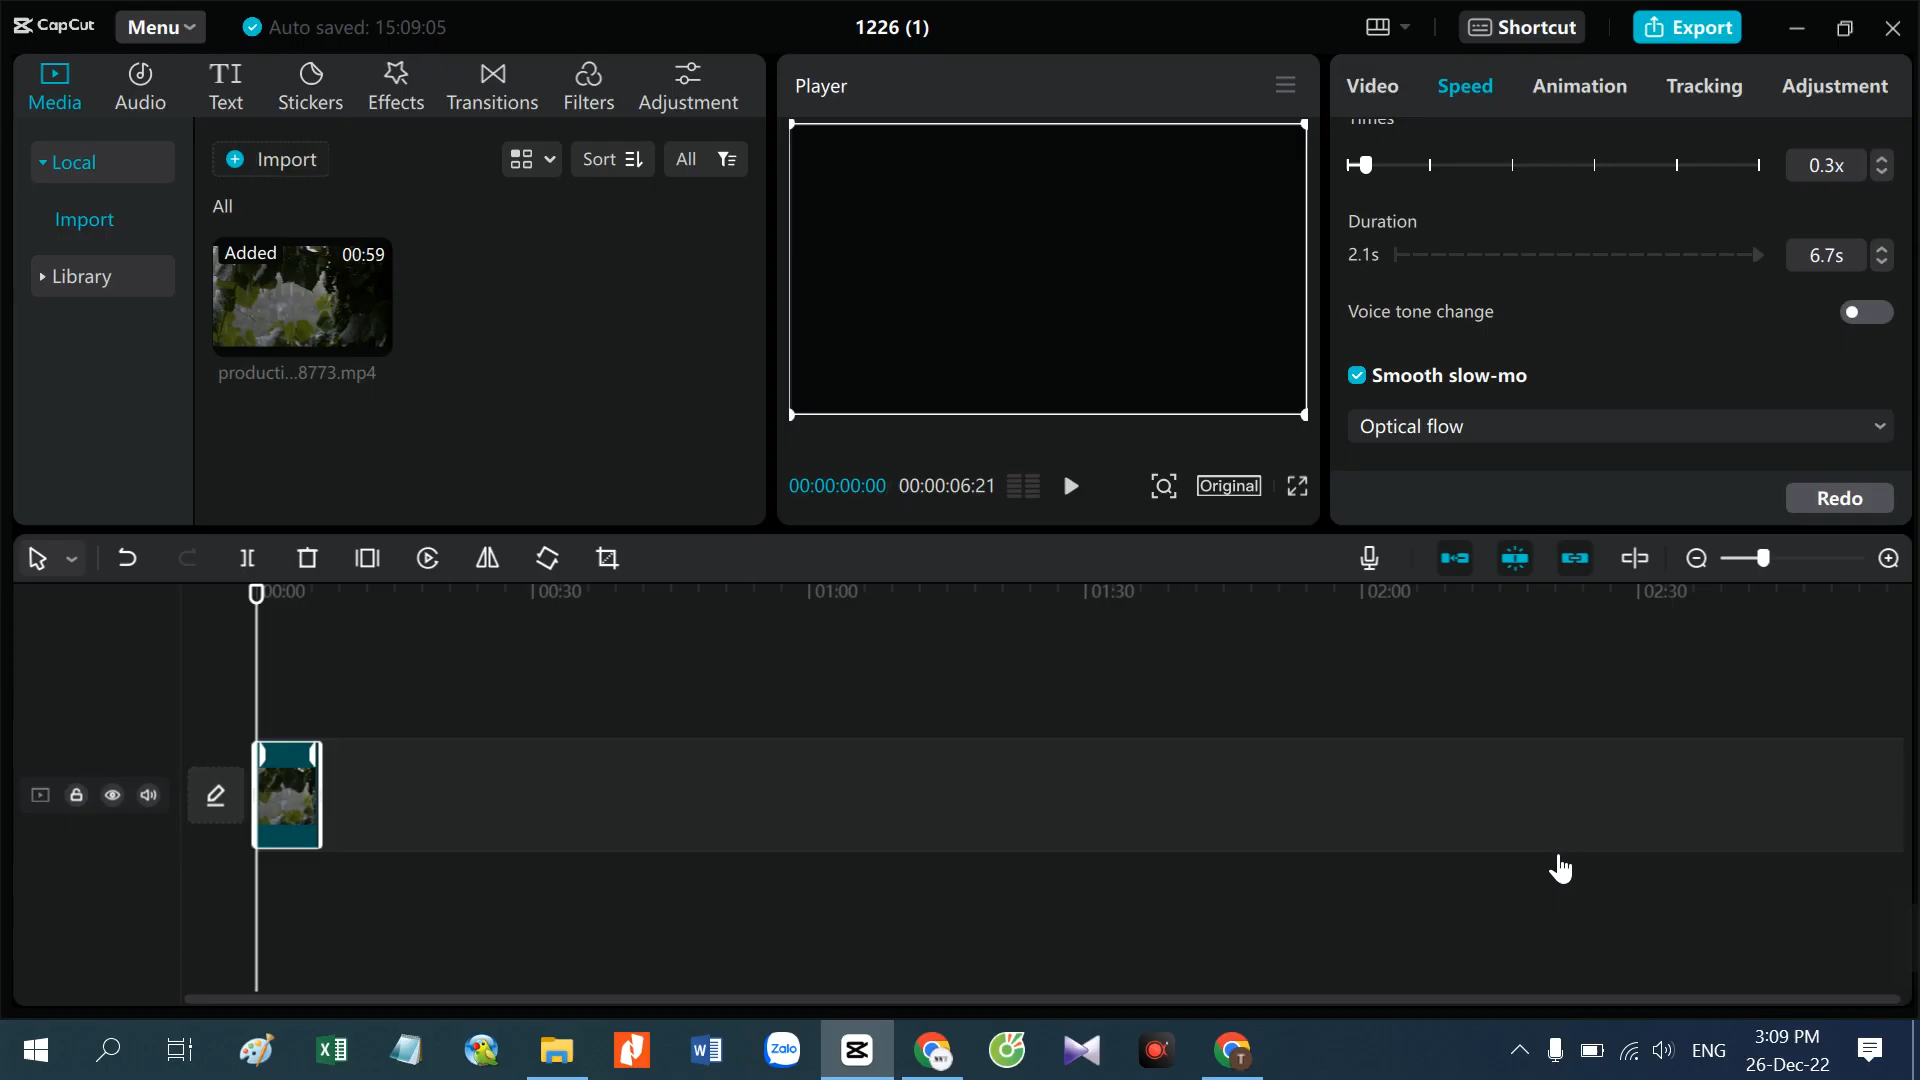 CapCut
Menu
Auto saved: 15:09:05
1226 (1)
Shortcut
Export
Media
Audio
TI
Text
Stickers
Effects
Transitions
Filters
Adjustment
Local
Import
Library
Import
Sort
All
All
Added
00:59
producti...8773.mp4
Player
00:00:00:00
00:00:06:21
Original
Video
Speed
Animation
Tracking
Adjustment
Times
0.3x
Duration
2.1s
6.7s
Voice tone change
Smooth slow-mo
Optical flow
Redo
00:00
00:30
01:00
01:30
02:00
02:30
Zalo
T
ENG
3:09 PM
26-Dec-22